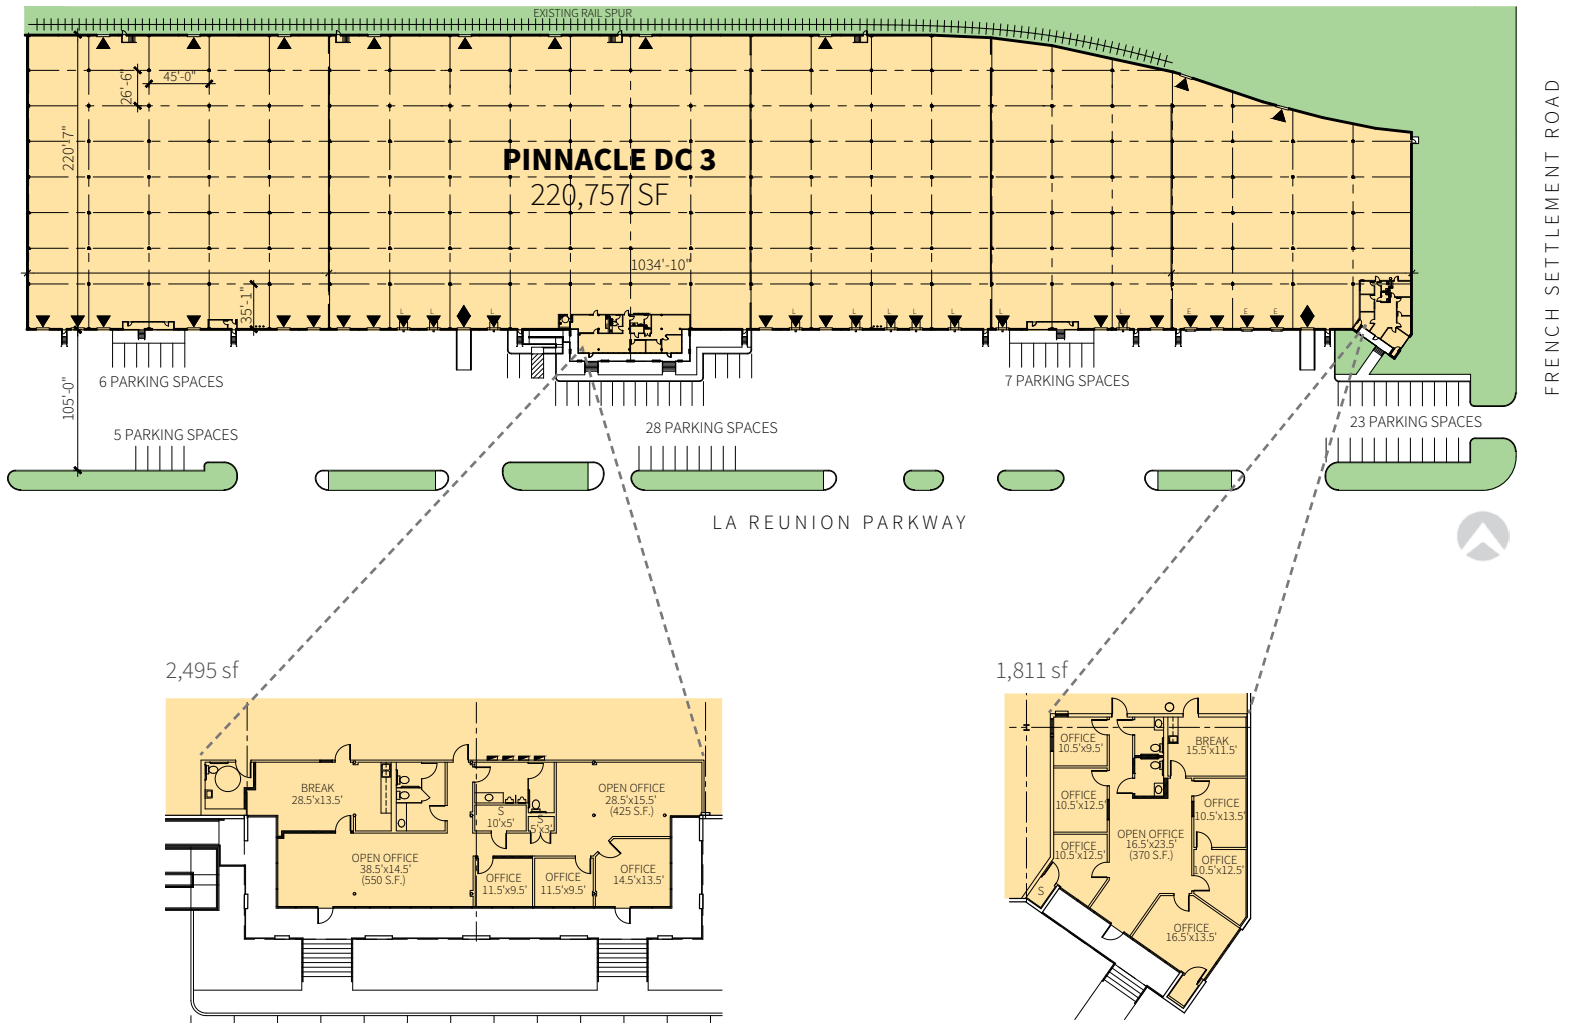 EXISTING RAIL SPUR
26'-6"
45'-0"
220'-7"
PINNACLE DC 3
220,757 SF
1034'-10"
35'-1"
L
L
L
L
L
L
L
L
L
L
E
E
E
6 PARKING SPACES
7 PARKING SPACES
105'-0"
5 PARKING SPACES
28 PARKING SPACES
23 PARKING SPACES
FRENCH SETTLEMENT ROAD
LA REUNION PARKWAY
2,495 sf
BREAK
28.5'x13.5'
S
10'x5'
S
5'x3'
OPEN OFFICE
28.5'x15.5'
(425 S.F.)
OPEN OFFICE
38.5'x14.5'
(550 S.F.)
OFFICE
11.5'x9.5'
OFFICE
11.5'x9.5'
OFFICE
14.5'x13.5'
1,811 sf
OFFICE
10.5'x9.5'
BREAK
15.5'x11.5'
OFFICE
10.5'x12.5'
OFFICE
10.5'x13.5'
OPEN OFFICE
16.5'x23.5'
(370 S.F.)
OFFICE
10.5'x12.5'
OFFICE
10.5'x12.5'
S
OFFICE
16.5'x13.5'